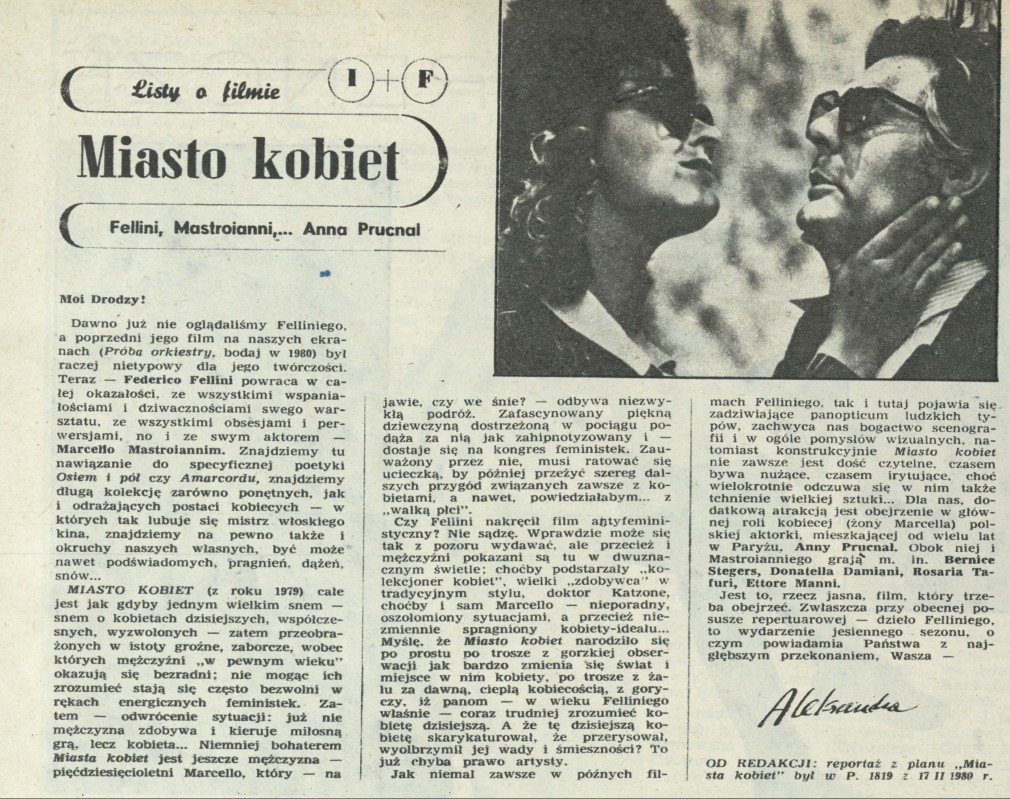 Listy o filmie
I + F
Miasto kobiet
Fellini, Mastroianni,... Anna Prucnal
Moi Drodzy!
Dawno już nie oglądaliśmy Felliniego,
a poprzedni jego film na naszych ekra-
nach (Próba orkiestry, bodaj w 1980) był
raczej nietypowy dla jego twórczości.
Teraz — Federico Fellini powraca w ca-
łej okazałości, ze wszystkimi wspania-
łościami i dziwacznościami swego war-
sztatu, ze wszystkimi obsesjami i per-
wersjami, no i ze swym aktorem —
Marcello Mastroiannim. Znajdziemy tu
nawiązanie do specyficznej poetyki
Osiem i pół czy Amarcordu, znajdziemy
długą kolekcję zarówno ponętnych, jak
i odrażających postaci kobiecych — w
których tak lubuje się mistrz włoskiego
kina, znajdziemy na pewno także i
okruchy naszych własnych, być może
nawet podświadomych, pragnień, dążeń,
snów...
MIASTO KOBIET (z roku 1979) całe
jest jak gdyby jednym wielkim snem —
snem o kobietach dzisiejszych, współcze-
snych, wyzwolonych — zatem przeobra-
żonych w istoty groźne, zaborcze, wobec
których mężczyźni „w pewnym wieku"
okazują się bezradni; nie mogąc ich
zrozumieć stają się często bezwolni w
rękach energicznych feministek. Za-
tem — odwrócenie sytuacji: już nie
mężczyzna zdobywa i kieruje miłosną
grą, lecz kobieta... Niemniej bohaterem
Miasta kobiet jest jeszcze mężczyzna —
pięćdziesięcioletni Marcello, który — na
jawie, czy we śnie? — odbywa niezwy-
kłą podróż. Zafascynowany piękną
dziewczyną dostrzeżoną w pociągu po-
dąża za nią jak zahipnotyzowany i —
dostaje się na kongres feministek. Zau-
ważony przez nie, musi ratować się
ucieczką, by później przeżyć szereg dal-
szych przygód związanych zawsze z ko-
bietami, a nawet, powiedziałabym... z
„walką płci".
Czy Fellini nakręcił film antyfemini-
styczny? Nie sądzę. Wprawdzie może się
tak z pozoru wydawać, ale przecież i
mężczyźni pokazani są tu w dwuzna-
cznym świetle; choćby podstarzały „ko-
lekcjoner kobiet", wielki „zdobywca" w
tradycyjnym stylu, doktor Katzone,
choćby i sam Marcello — nieporadny,
oszołomiony sytuacjami, a przecież nie-
zmiennie spragniony kobiety-ideału...
Myślę, że Miasto kobiet narodziło się
po prostu po trosze z gorzkiej obser-
wacji jak bardzo zmienia się świat i
miejsce w nim kobiety, po trosze z ża-
lu za dawną, ciepłą kobiecością, z gory-
czy, iż panom — w wieku Felliniego
właśnie — coraz trudniej zrozumieć ko-
bietę dzisiejszą. A że tę dzisiejszą ko-
bietę skarykaturował, że przerysował,
wyolbrzymił jej wady i śmieszności? To
już chyba prawo artysty.
Jak niemal zawsze w późnych fil-
mach Felliniego, tak i tutaj pojawia się
zadziwiające panopticum ludzkich ty-
pów, zachwyca nas bogactwo scenogra-
fii i w ogóle pomysłów wizualnych, na-
tomiast konstrukcyjnie Miasto kobiet
nie zawsze jest dość czytelne, czasem
bywa nużące, czasem irytujące, choć
wielokrotnie odczuwa się w nim także
tchnienie wielkiej sztuki... Dla nas, do-
datkową atrakcją jest obejrzenie w głów-
nej roli kobiecej (żony Marcella) pol-
skiej aktorki, mieszkającej od wielu lat
w Paryżu, Anny Prucnal. Obok niej i
Mastroianniego grają m. in. Bernice
Stegers, Donatella Damiani, Rosaria Ta-
furi, Ettore Manni.
Jest to, rzecz jasna, film, który trze-
ba obejrzeć. Zwłaszcza przy obecnej po-
susze repertuarowej — dzieło Felliniego,
to wydarzenie jesiennego sezonu, o
czym powiadamia Państwa z naj-
głębszym przekonaniem, Wasza —
Aleksandra
OD REDAKCJI: reportaż z planu „Mia-
sta kobiet" był w P. 1819 z 17 II 1980 r.